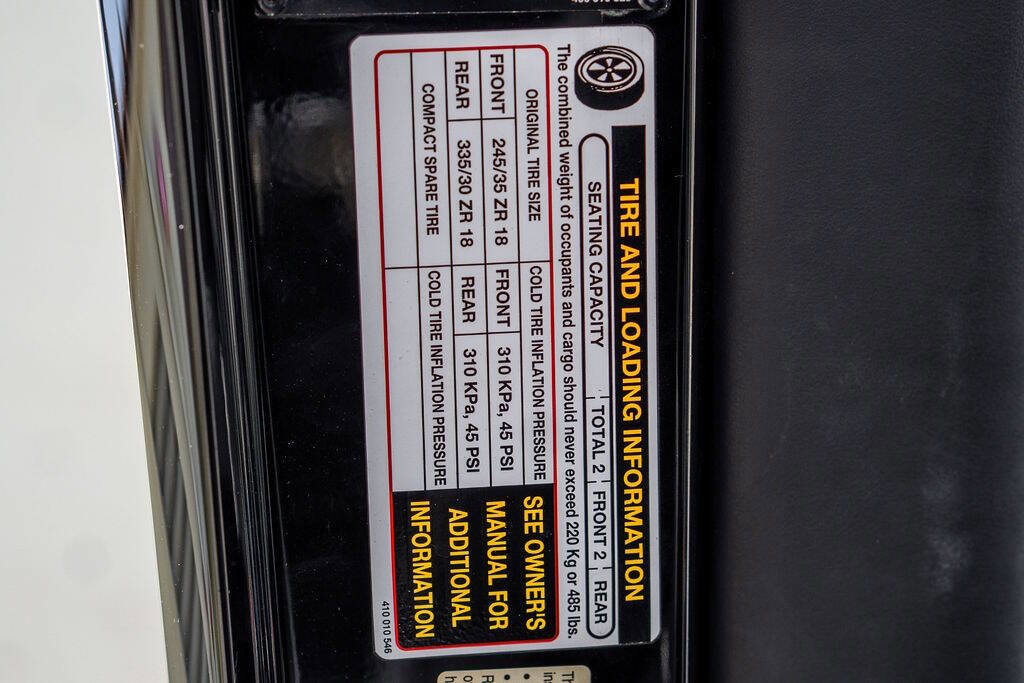 TIRE AND LOADING INFORMATION
SEATING CAPACITY TOTAL 2 FRONT 2 REAR
The combined weight of occupants and cargo should never exceed 220 Kg or 485 lbs.
ORIGINAL TIRE SIZE COLD TIRE INFLATION PRESSURE
FRONT 245/35 ZR 18 FRONT 310 KPa, 45 PSI
REAR 335/30 ZR 18 REAR 310 KPa, 45 PSI
COMPACT SPARE TIRE COLD TIRE INFLATION PRESSURE
SEE OWNER'S
MANUAL FOR
ADDITIONAL
INFORMATION
410 010 546